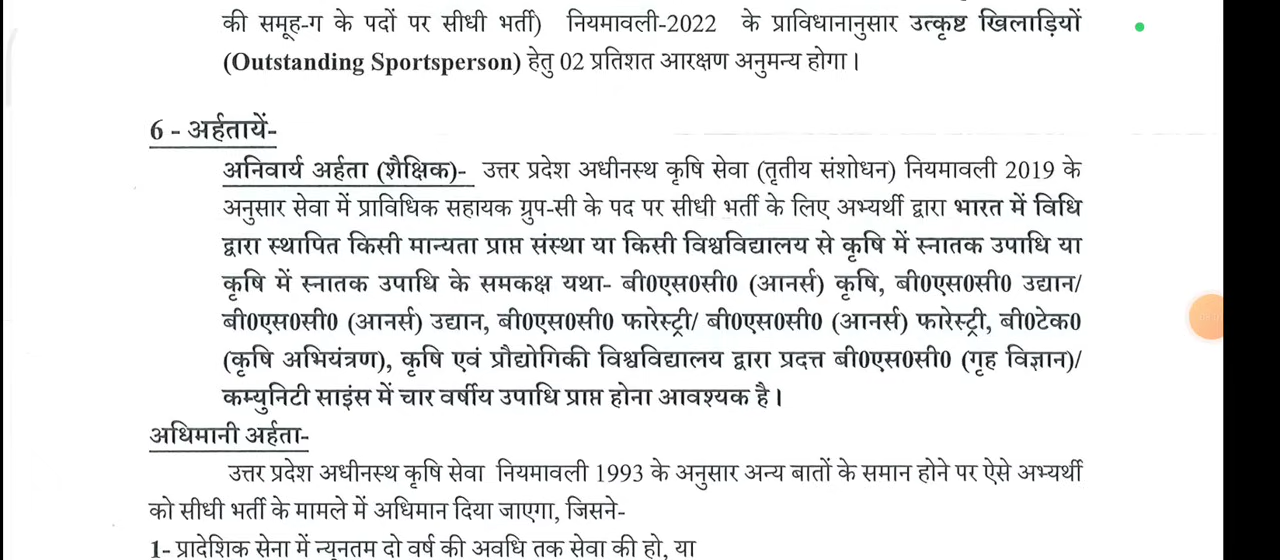 की समूह-ग के पदों पर सीधी भर्ती) नियमावली-2022 के प्राविधानानुसार उत्कृष्ट खिलाड़ियों
(Outstanding Sportsperson) हेतु 02 प्रतिशत आरक्षण अनुमन्य होगा।
6 - अर्हतायें-
अनिवार्य अर्हता (शैक्षिक)- उत्तर प्रदेश अधीनस्थ कृषि सेवा (तृतीय संशोधन) नियमावली 2019 के
अनुसार सेवा में प्राविधिक सहायक ग्रुप-सी के पद पर सीधी भर्ती के लिए अभ्यर्थी द्वारा भारत में विधि
द्वारा स्थापित किसी मान्यता प्राप्त संस्था या किसी विश्वविद्यालय से कृषि में स्नातक उपाधि या
कृषि में स्नातक उपाधि के समकक्ष यथा- बी0एस0सी0 (आनर्स) कृषि, बी0एस0सी0 उद्यान/
बी0एस0सी0 (आनर्स) उद्यान, बी0एस0सी0 फारेस्ट्री/ बी0एस0सी0 (आनर्स) फारेस्ट्री, बी0टेक0
(कृषि अभियंत्रण), कृषि एवं प्रौद्योगिकी विश्वविद्यालय द्वारा प्रदत्त बी0एस0सी0 (गृह विज्ञान)/
कम्युनिटी साइंस में चार वर्षीय उपाधि प्राप्त होना आवश्यक है।
अधिमानी अर्हता-
उत्तर प्रदेश अधीनस्थ कृषि सेवा नियमावली 1993 के अनुसार अन्य बातों के समान होने पर ऐसे अभ्यर्थी
को सीधी भर्ती के मामले में अधिमान दिया जाएगा, जिसने-
1- प्रादेशिक सेना में न्यूनतम दो वर्ष की अवधि तक सेवा की हो, या